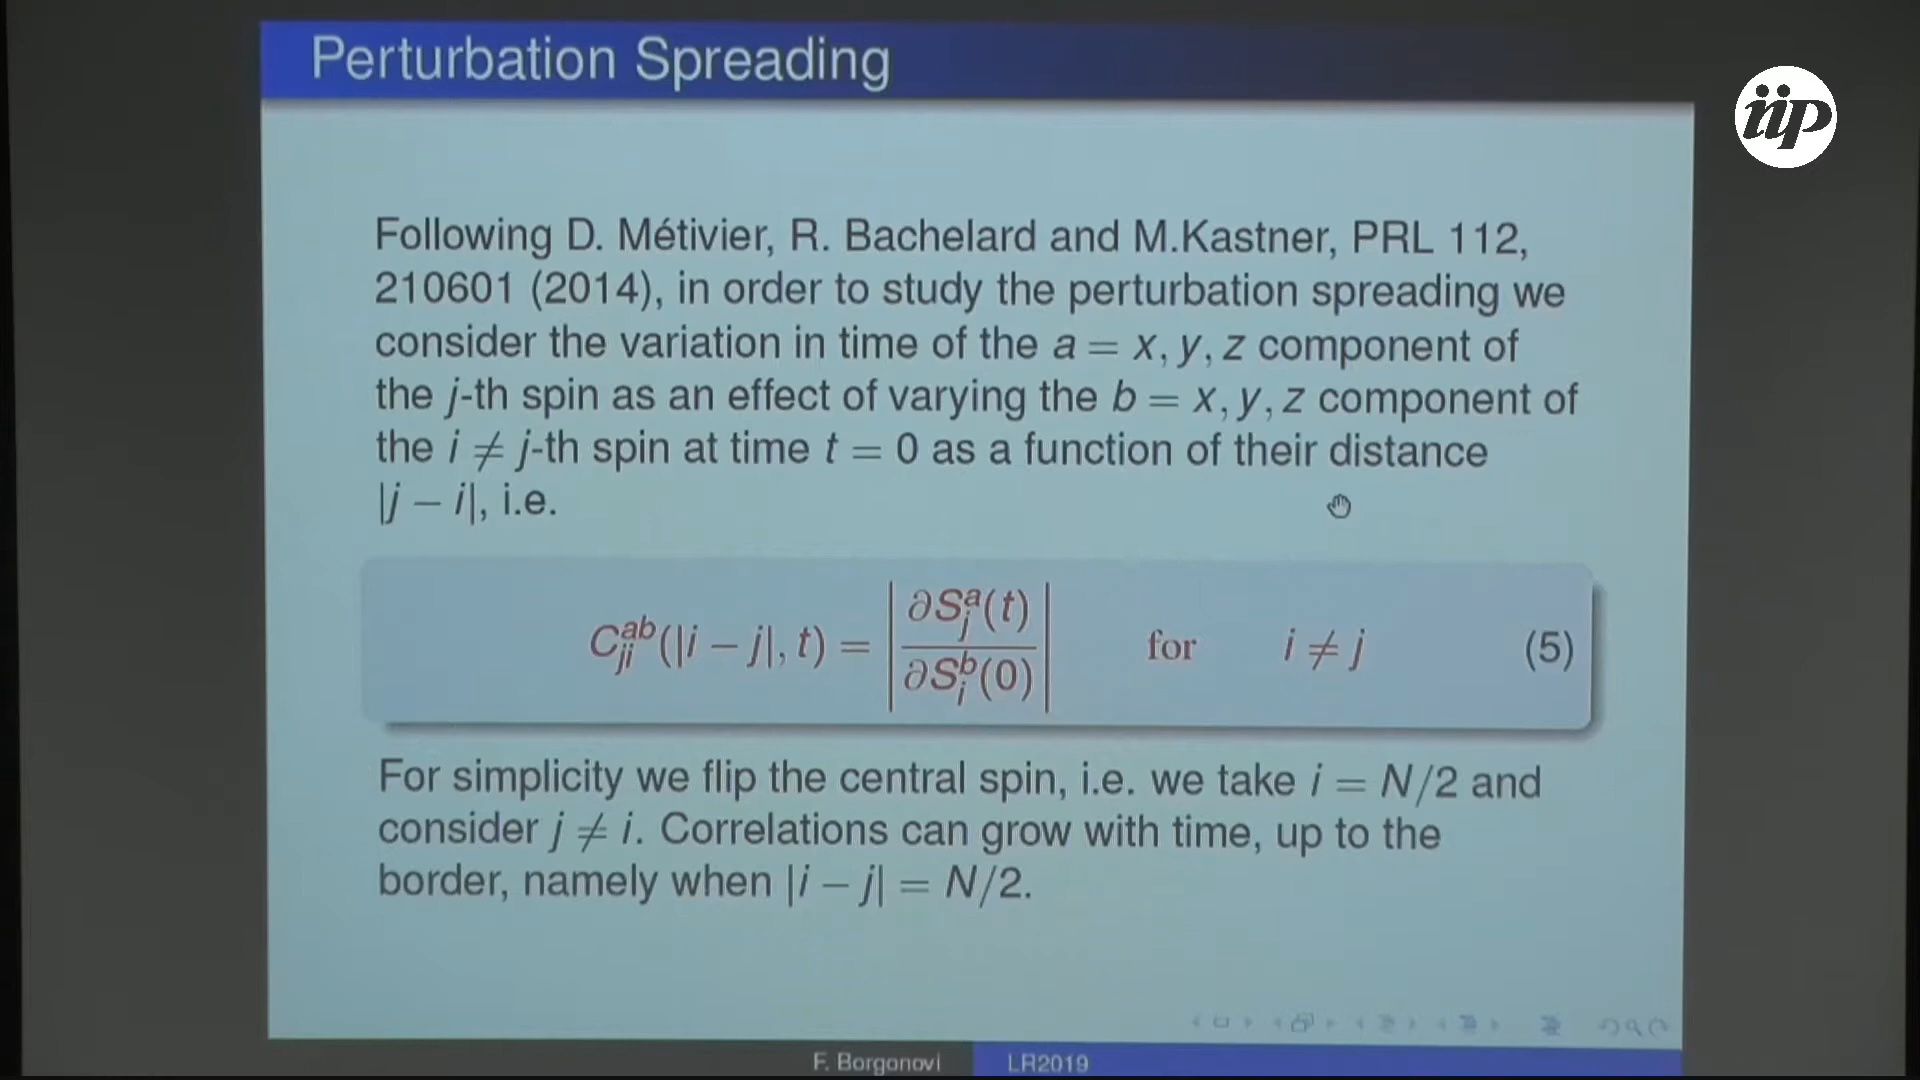 Perturbation Spreading
iip
Following D. Métivier, R. Bachelard and M.Kastner, PRL 112,
210601 (2014), in order to study the perturbation spreading we
consider the variation in time of the a = x, y, z component of
the j-th spin as an effect of varying the b = x, y, z component of
the i ≠ j-th spin at time t = 0 as a function of their distance
|j − i|, i.e.
C_{ji}^{ab}(|i − j|, t) = |∂S_j^a(t) / ∂S_i^b(0)| for i ≠ j (5)
For simplicity we flip the central spin, i.e. we take i = N/2 and
consider j ≠ i. Correlations can grow with time, up to the
border, namely when |i − j| = N/2.
F. Borgonovi LR2019